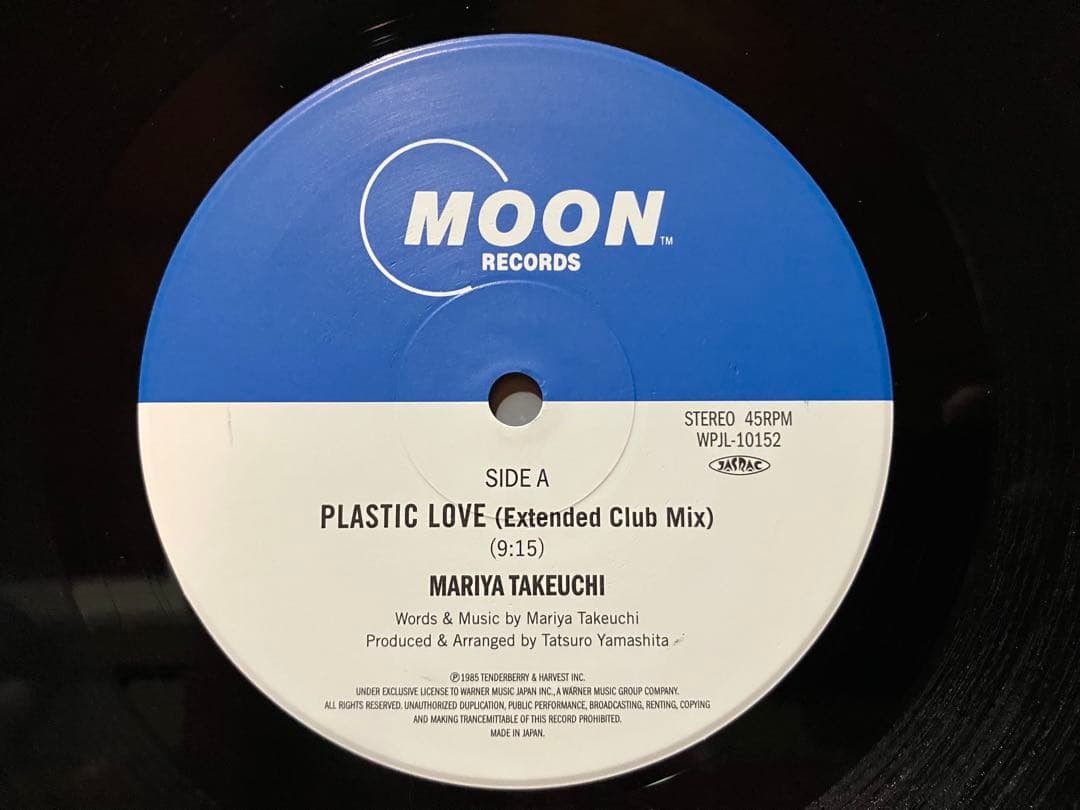 MOON™
RECORDS
STEREO 45RPM
WPJL-10152
JASRAC
SIDE A
PLASTIC LOVE (Extended Club Mix)
(9:15)
MARIYA TAKEUCHI
Words & Music by Mariya Takeuchi
Produced & Arranged by Tatsuro Yamashita
℗1985 TENDERBERRY & HARVEST INC.
UNDER EXCLUSIVE LICENSE TO WARNER MUSIC JAPAN INC., A WARNER MUSIC GROUP COMPANY.
ALL RIGHTS RESERVED. UNAUTHORIZED DUPLICATION, PUBLIC PERFORMANCE, BROADCASTING, RENTING, COPYING
AND MAKING TRANCEMITTABLE OF THIS RECORD PROHIBITED.
MADE IN JAPAN.